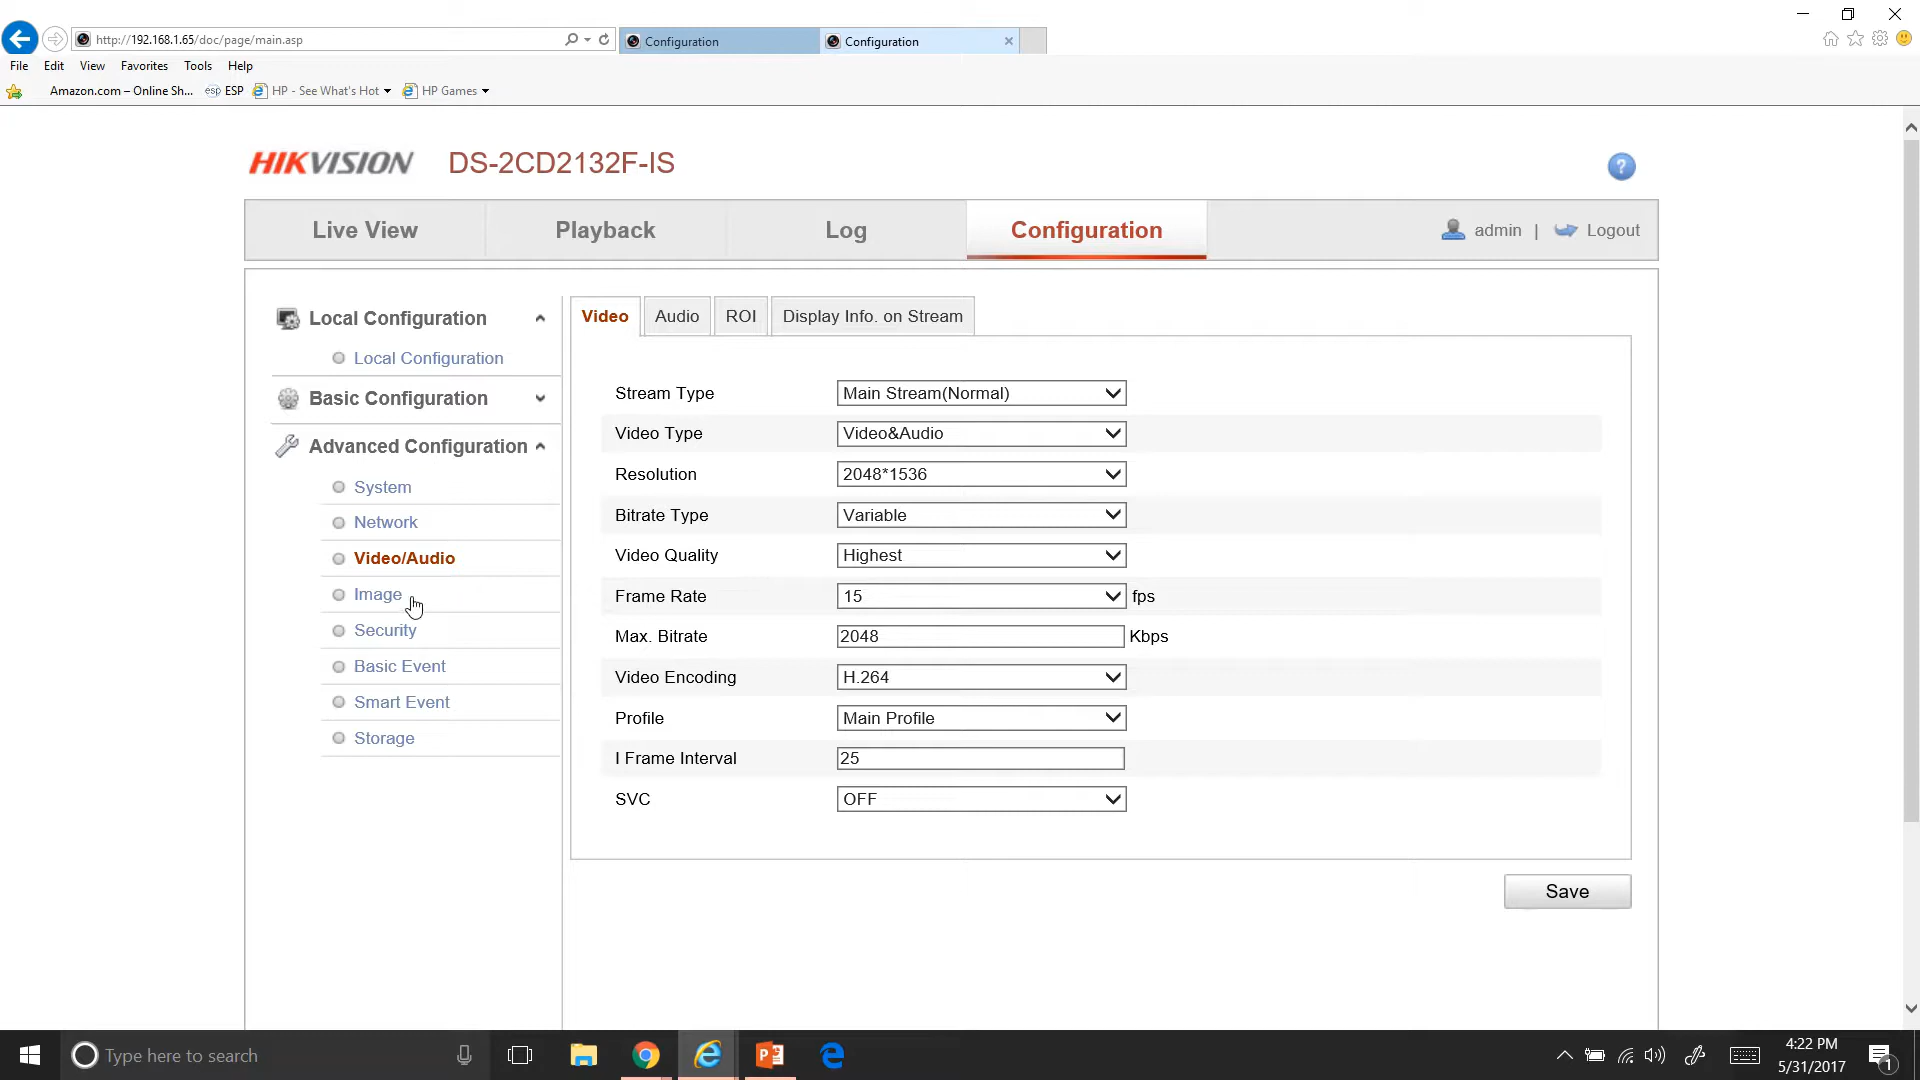 http://192.168.1.65/doc/page/main.asp
Configuration
Configuration
File Edit View Favorites Tools Help
Amazon.com – Online Sh... esp ESP HP - See What's Hot HP Games
HIKVISION DS-2CD2132F-IS
?
Live View Playback Log Configuration admin | Logout
Local Configuration
Local Configuration
Basic Configuration
Advanced Configuration
System
Network
Video/Audio
Image
Security
Basic Event
Smart Event
Storage
Video Audio ROI Display Info. on Stream
Stream Type Main Stream(Normal)
Video Type Video&Audio
Resolution 2048*1536
Bitrate Type Variable
Video Quality Highest
Frame Rate 15 fps
Max. Bitrate 2048 Kbps
Video Encoding H.264
Profile Main Profile
I Frame Interval 25
SVC OFF
Save
Type here to search
4:22 PM
5/31/2017
1